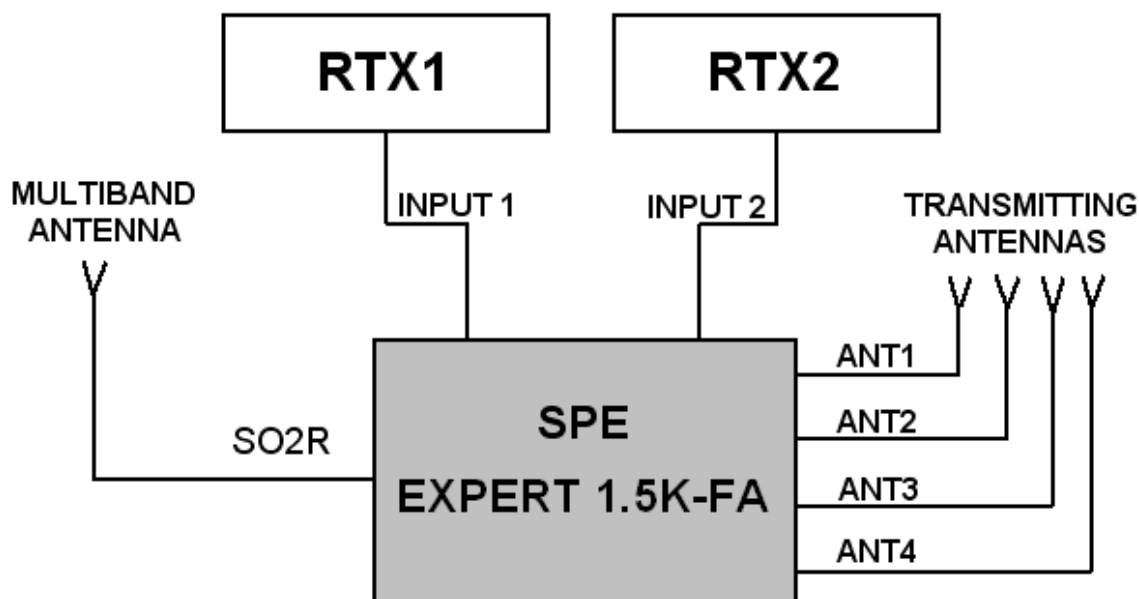 RTX1
RTX2
MULTIBAND
ANTENNA
INPUT 1
INPUT 2
TRANSMITTING
ANTENNAS
SO2R
SPE
EXPERT 1.5K-FA
ANT1
ANT2
ANT3
ANT4